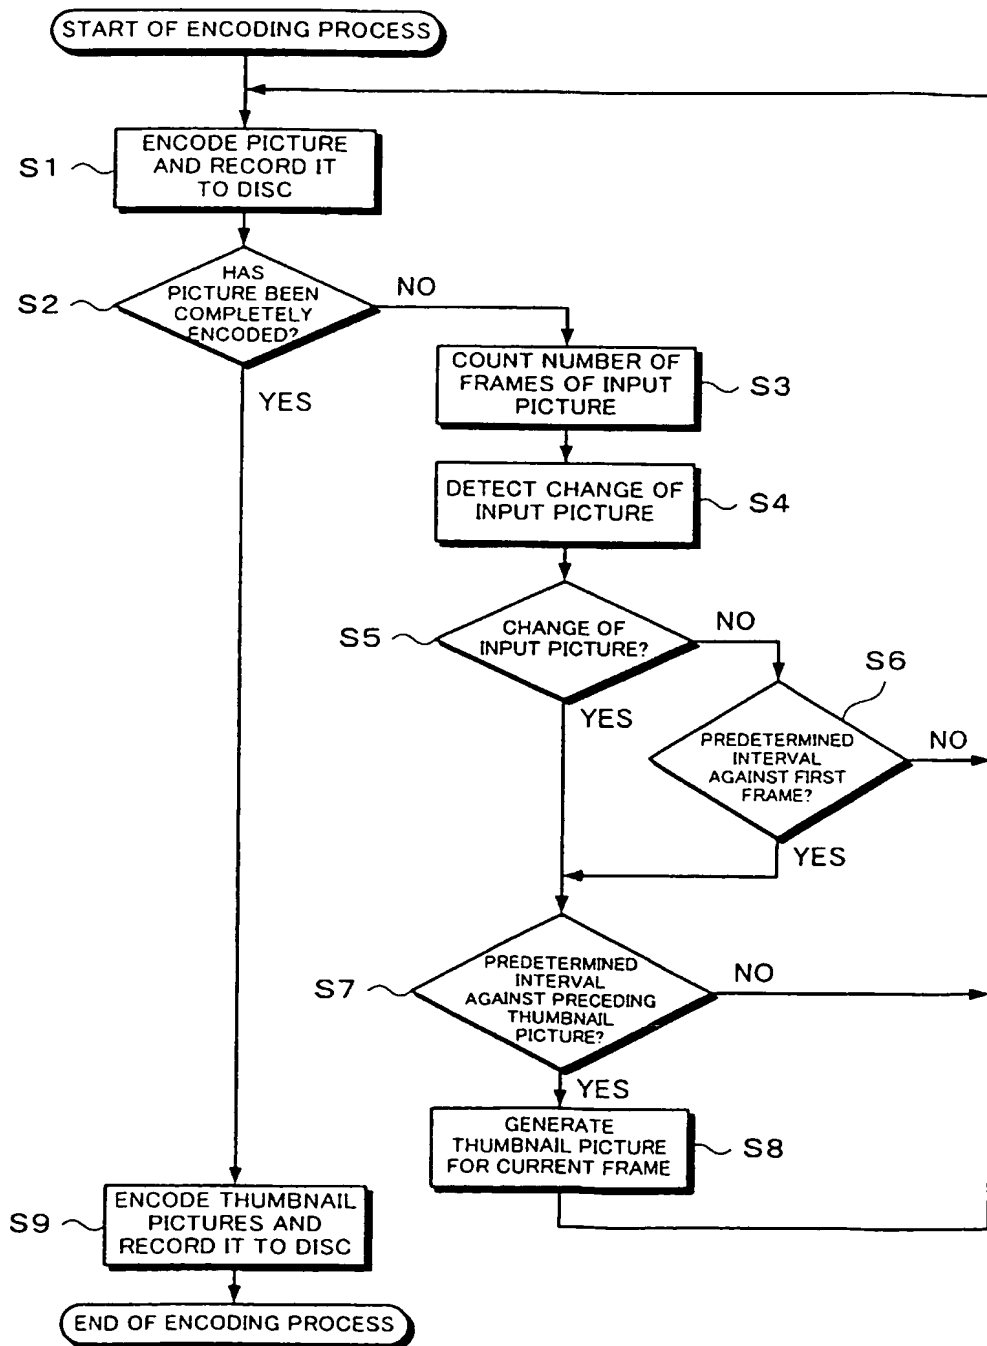 START OF ENCODING PROCESS
S1
ENCODE PICTURE
AND RECORD IT
TO DISC
S2
HAS
PICTURE BEEN
COMPLETELY
ENCODED?
NO
YES
COUNT NUMBER OF
FRAMES OF INPUT
PICTURE
S3
DETECT CHANGE OF
INPUT PICTURE
S4
S5
CHANGE OF
INPUT PICTURE?
NO
YES
S6
PREDETERMINED
INTERVAL
AGAINST FIRST
FRAME?
NO
YES
S7
PREDETERMINED
INTERVAL
AGAINST PRECEDING
THUMBNAIL
PICTURE?
NO
YES
GENERATE
THUMBNAIL PICTURE
FOR CURRENT FRAME
S8
S9
ENCODE THUMBNAIL
PICTURES AND
RECORD IT TO DISC
END OF ENCODING PROCESS